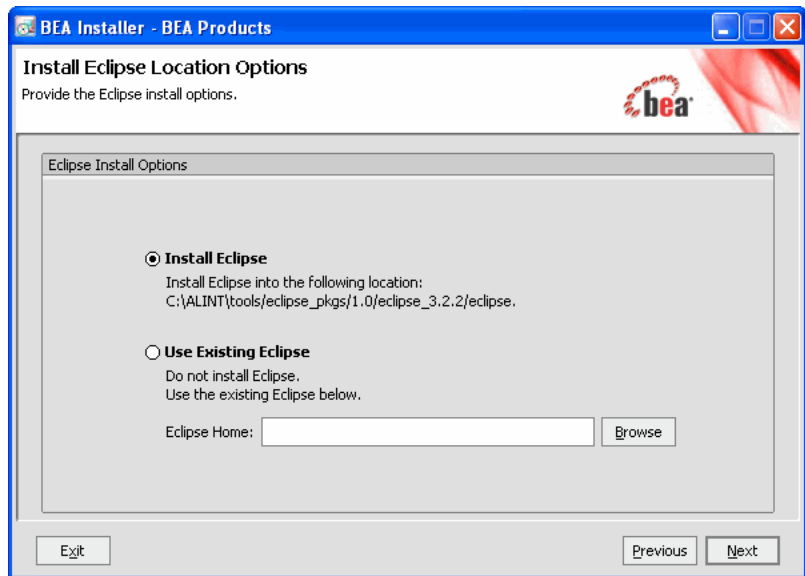 BEA Installer - BEA Products
Install Eclipse Location Options
Provide the Eclipse install options.
bea
Eclipse Install Options
Install Eclipse
Install Eclipse into the following location:
C:\ALINT\tools/eclipse_pkgs/1.0/eclipse_3.2.2/eclipse.
Use Existing Eclipse
Do not install Eclipse.
Use the existing Eclipse below.
Eclipse Home:
Browse
Exit
Previous
Next